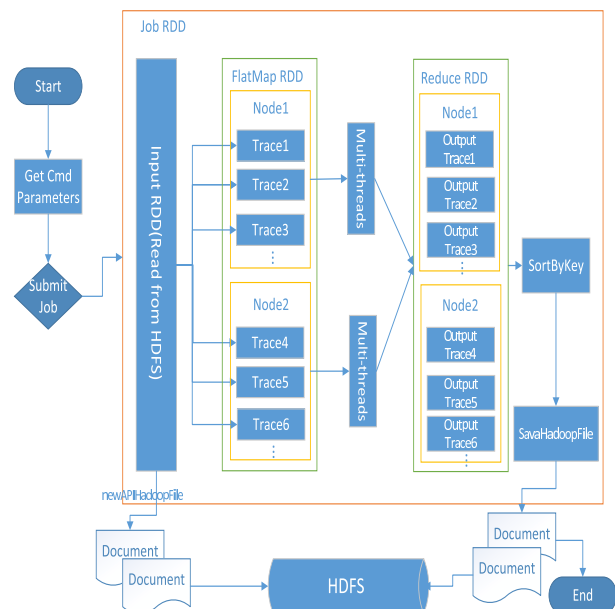 Job RDD
Start
Get Cmd
Parameters
Submit
Job
Input RDD(Read from HDFS)
newAPIHadoopFile
FlatMap RDD
Node1
Trace1
Trace2
Trace3
⋮
Node2
Trace4
Trace5
Trace6
⋮
Multi-threads
Multi-threads
Reduce RDD
Node1
Output
Trace1
Output
Trace2
Output
Trace3
⋮
Node2
Output
Trace4
Output
Trace5
Output
Trace6
⋮
SortByKey
SavaHadoopFile
Document
Document
HDFS
Document
Document
End